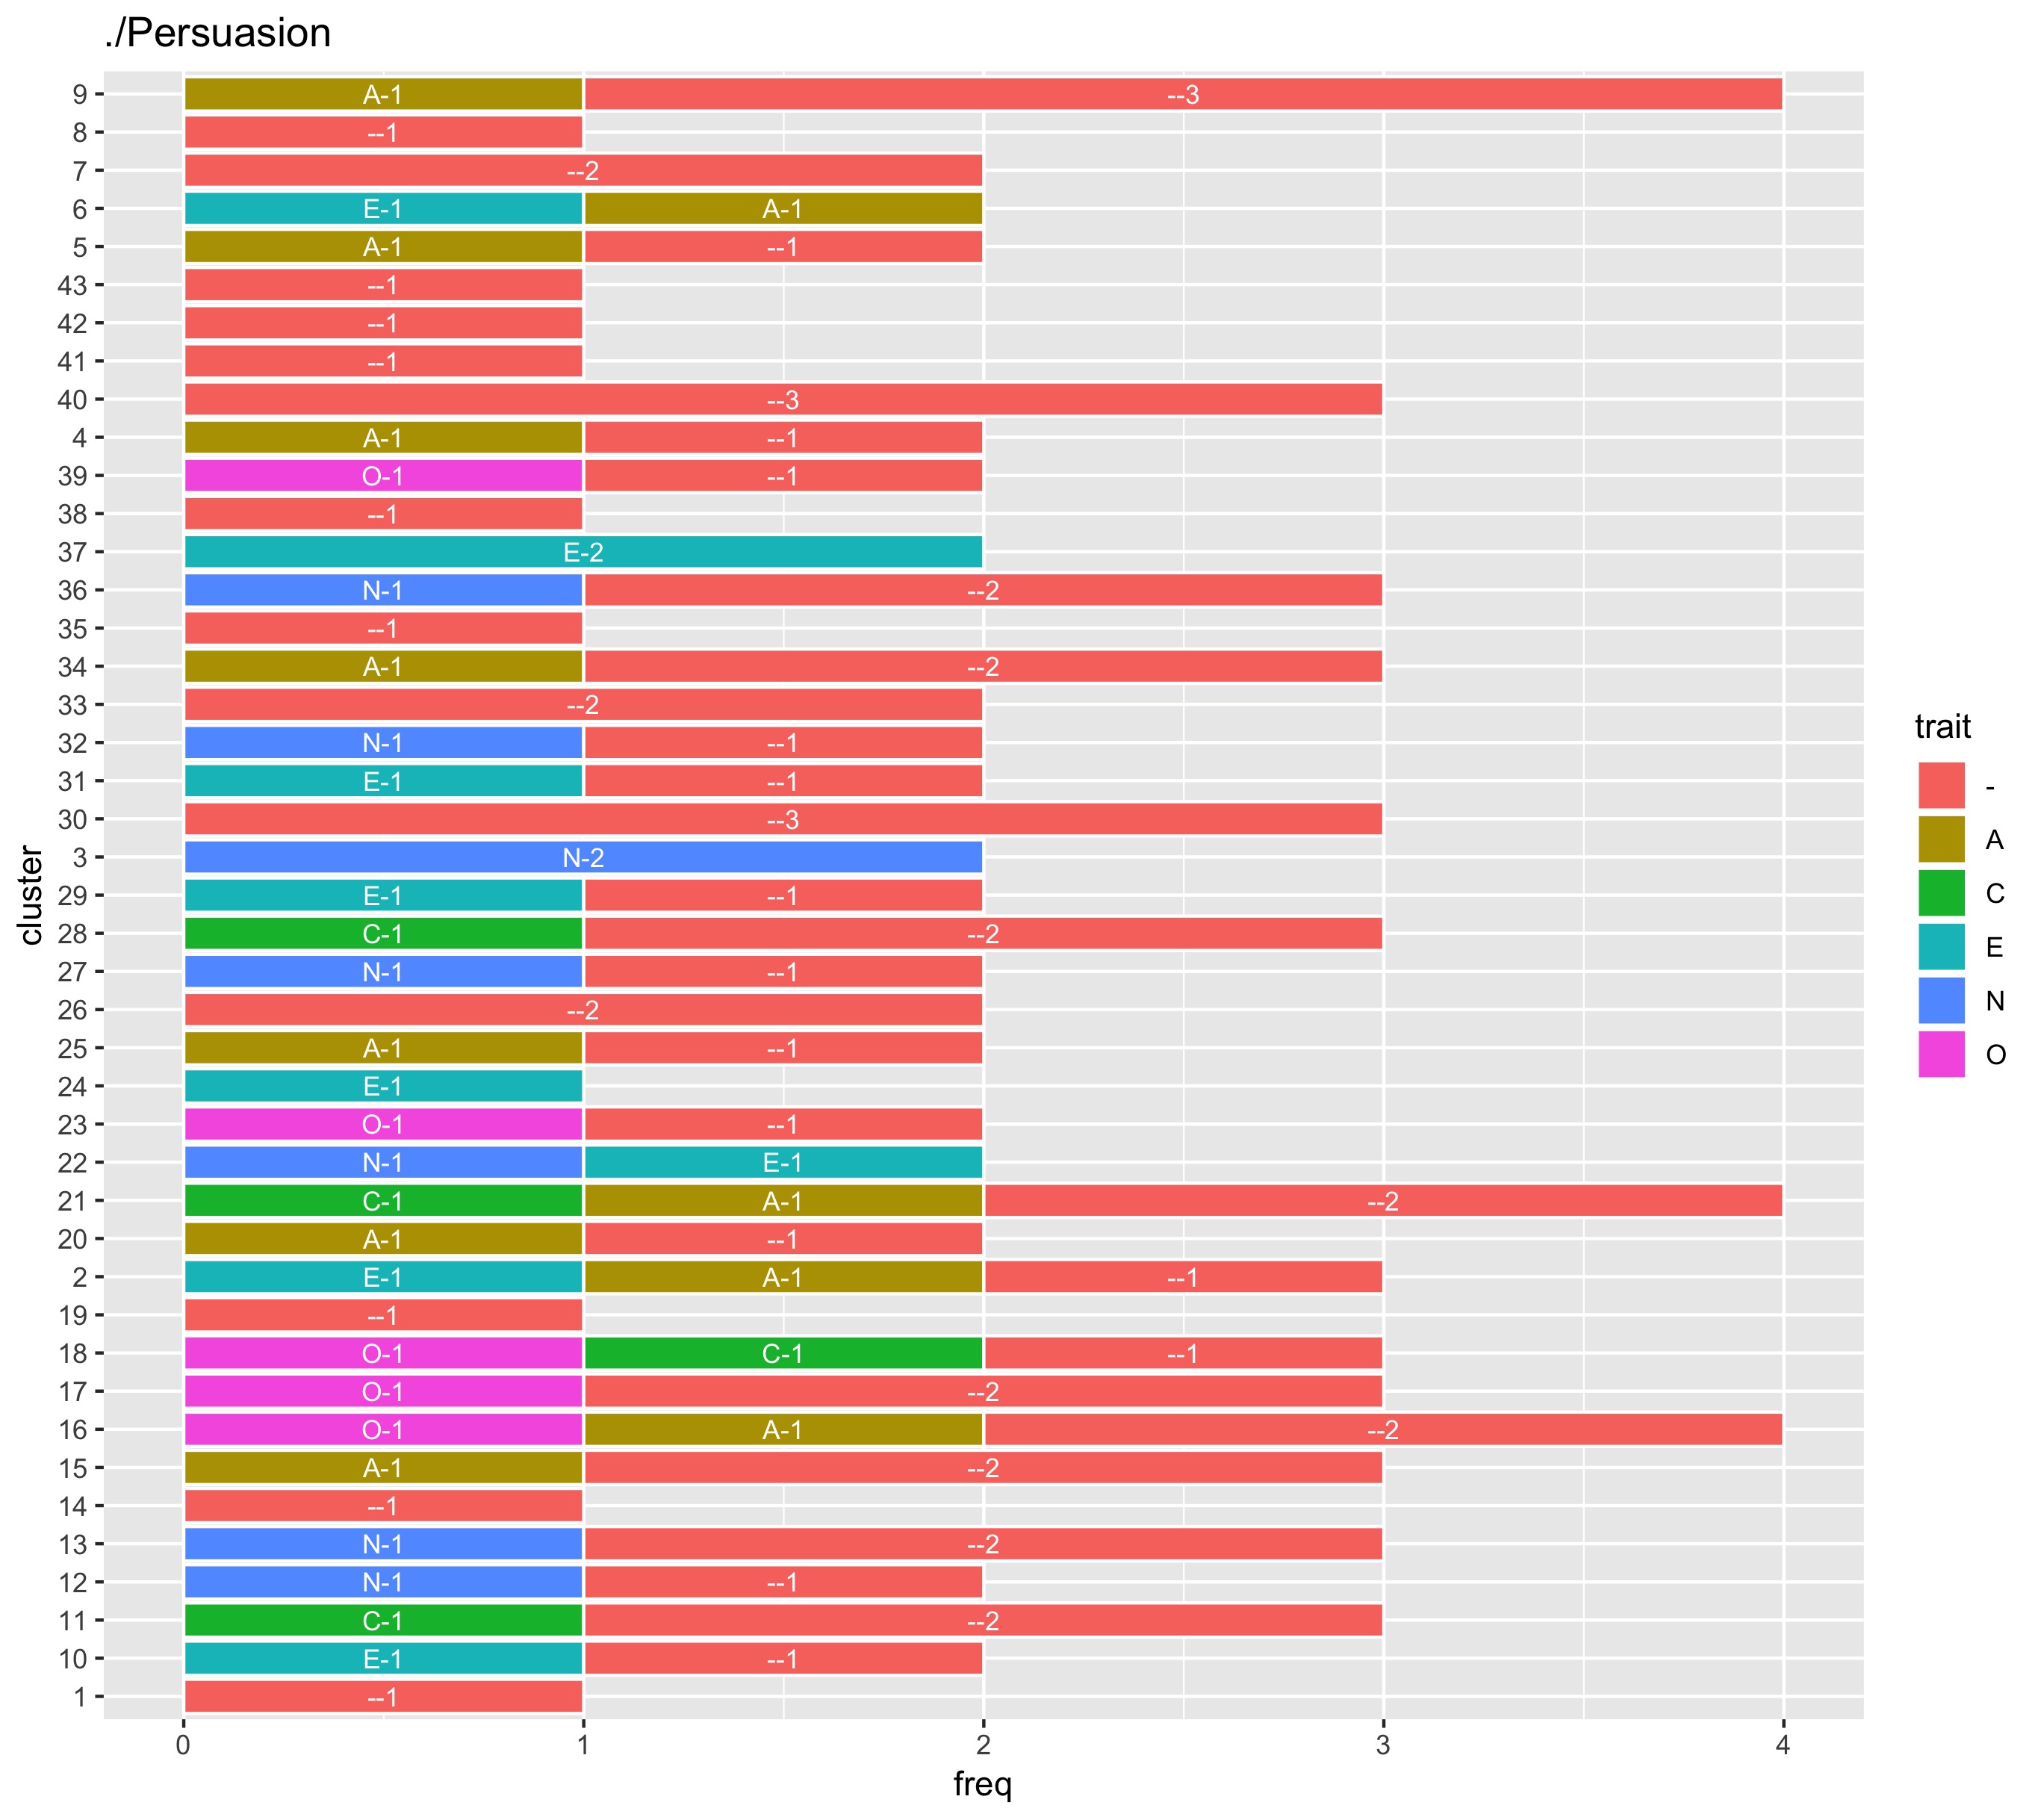 ./Persuasion
9 A-1 --3
8 --1
7 --2
6 E-1 A-1
5 A-1 --1
43 --1
42 --1
41 --1
40 --3
4 A-1 --1
39 O-1 --1
38 --1
37 E-2
36 N-1 --2
35 --1
34 A-1 --2
33 --2
32 N-1 --1
31 E-1 --1
30 --3
3 N-2
29 E-1 --1
28 C-1 --2
27 N-1 --1
26 --2
25 A-1 --1
24 E-1
23 O-1 --1
22 N-1 E-1
21 C-1 A-1 --2
20 A-1 --1
2 E-1 A-1 --1
19 --1
18 O-1 C-1 --1
17 O-1 --2
16 O-1 A-1 --2
15 A-1 --2
14 --1
13 N-1 --2
12 N-1 --1
11 C-1 --2
10 E-1 --1
1 --1
0 1 2 3 4
freq
cluster
trait
-
A
C
E
N
O